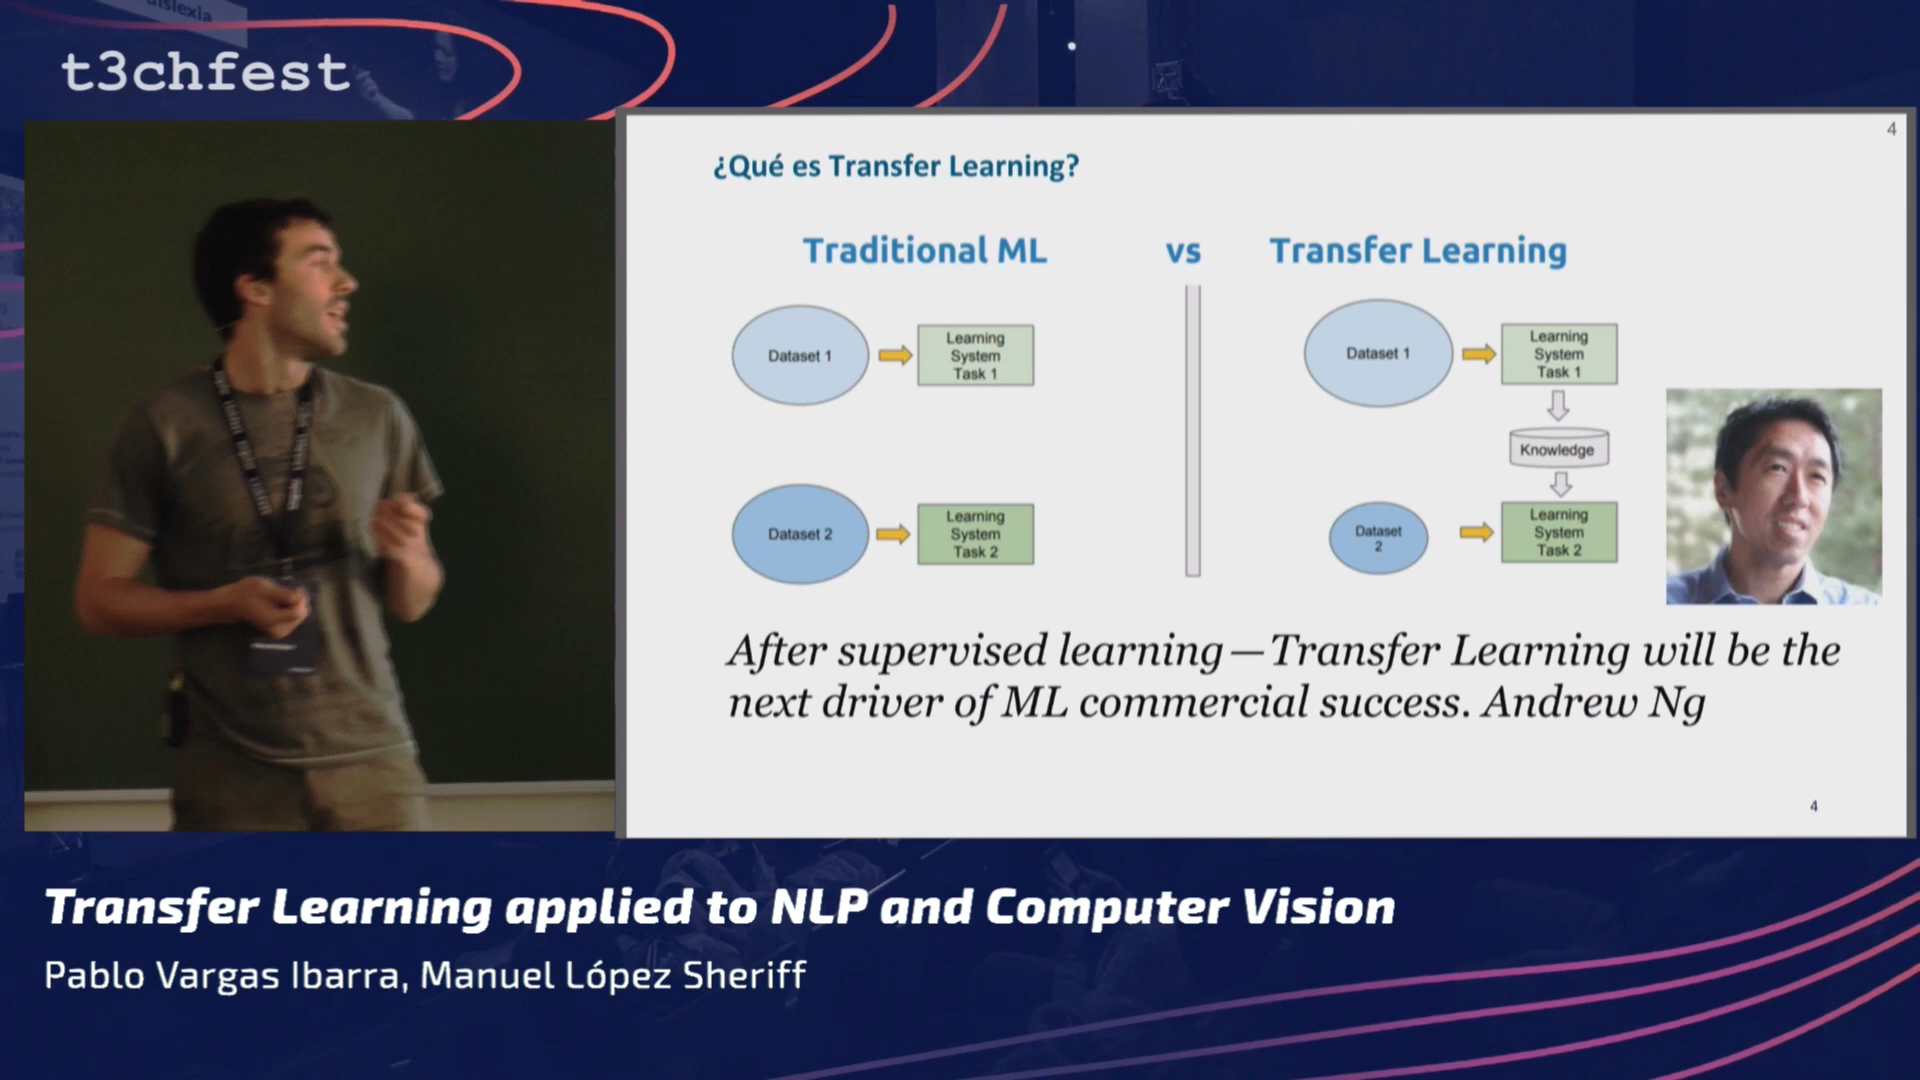 t3chfest
4
¿Qué es Transfer Learning?
Traditional ML
vs
Transfer Learning
Dataset 1
Learning
System
Task 1
Dataset 2
Learning
System
Task 2
Dataset 1
Learning
System
Task 1
Knowledge
Dataset
2
Learning
System
Task 2
After supervised learning—Transfer Learning will be the
next driver of ML commercial success. Andrew Ng
4
Transfer Learning applied to NLP and Computer Vision
Pablo Vargas Ibarra, Manuel López Sheriff